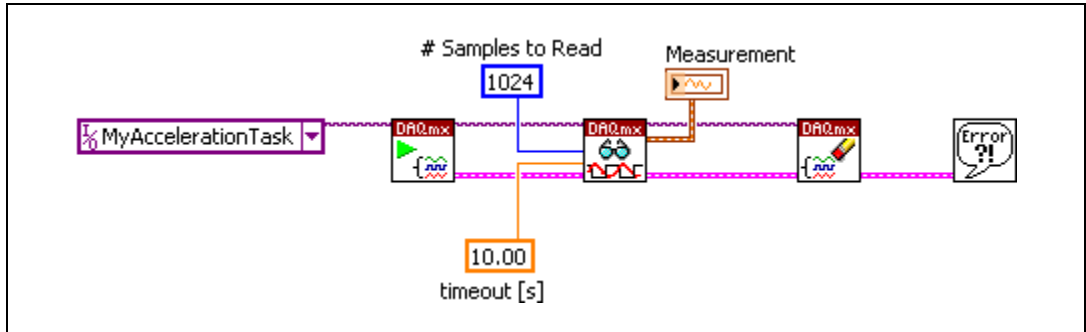 # Samples to Read
1024
Measurement
I/O MyAccelerationTask
DAQmx
DAQmx
DAQmx
Error
?!
10.00
timeout [s]